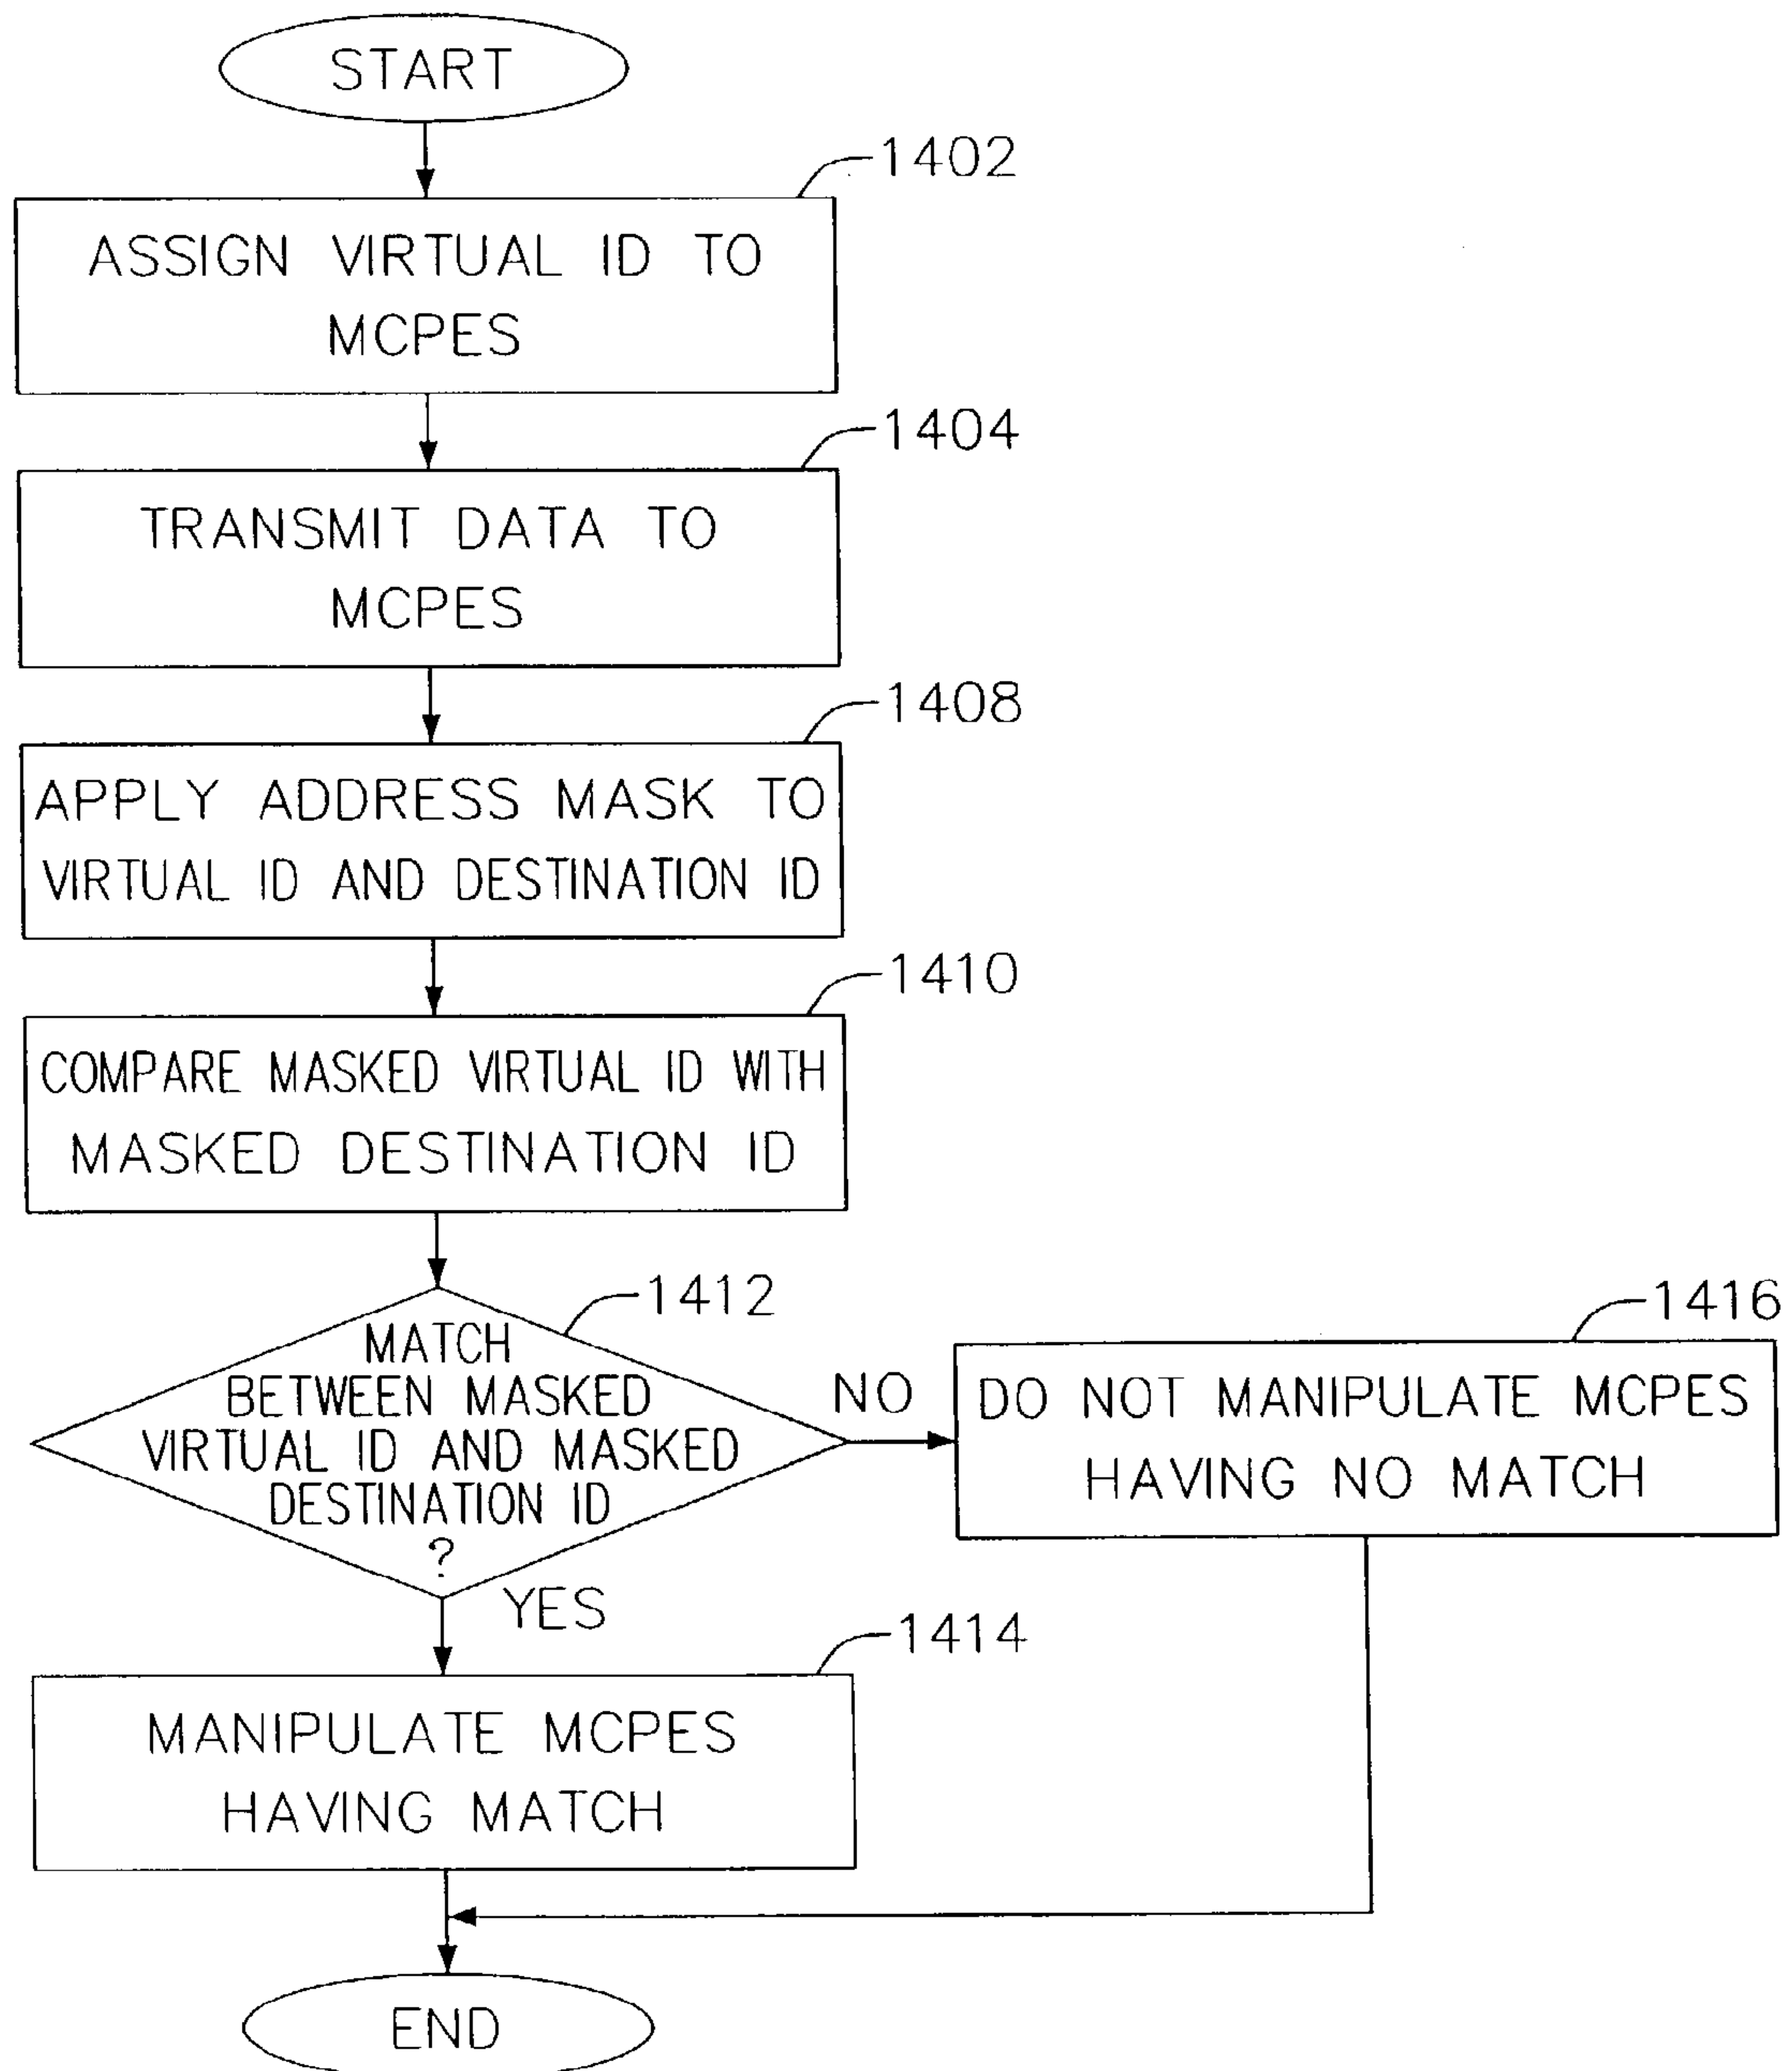 START
1402
ASSIGN VIRTUAL ID TO
MCPES
1404
TRANSMIT DATA TO
MCPES
1408
APPLY ADDRESS MASK TO
VIRTUAL ID AND DESTINATION ID
1410
COMPARE MASKED VIRTUAL ID WITH
MASKED DESTINATION ID
1412
MATCH
BETWEEN MASKED
VIRTUAL ID AND MASKED
DESTINATION ID
?
NO
1416
DO NOT MANIPULATE MCPES
HAVING NO MATCH
YES
1414
MANIPULATE MCPES
HAVING MATCH
END